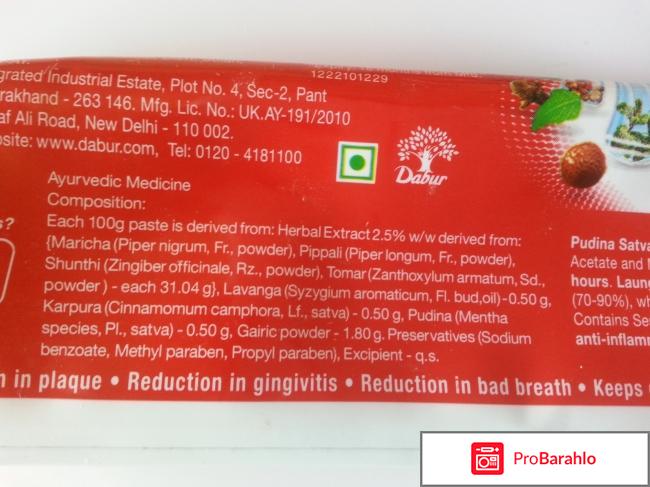 1222101229
grated Industrial Estate, Plot No. 4, Sec-2, Pant
rakhand - 263 146. Mfg. Lic. No.: UK.AY-191/2010
af Ali Road, New Delhi - 110 002.
site: www.dabur.com, Tel: 0120 - 4181100
Dabur
Ayurvedic Medicine
Composition:
Each 100g paste is derived from: Herbal Extract 2.5% w/w derived from:
{Maricha (Piper nigrum, Fr., powder), Pippali (Piper longum, Fr., powder),
Shunthi (Zingiber officinale, Rz., powder), Tomar (Zanthoxylum armatum, Sd.,
powder ) - each 31.04 g}, Lavanga (Syzygium aromaticum, Fl. bud,oil) - 0.50 g,
Karpura (Cinnamomum camphora, Lf., satva) - 0.50 g, Pudina (Mentha
species, Pl., satva) - 0.50 g, Gairic powder - 1.80 g. Preservatives (Sodium
benzoate, Methyl paraben, Propyl paraben), Excipient - q.s.
s?
Pudina Satva
Acetate and
hours. Laun
(70-90%), wh
Contains Se
anti-inflamm
n in plaque • Reduction in gingivitis • Reduction in bad breath • Keeps
ProBarahlo